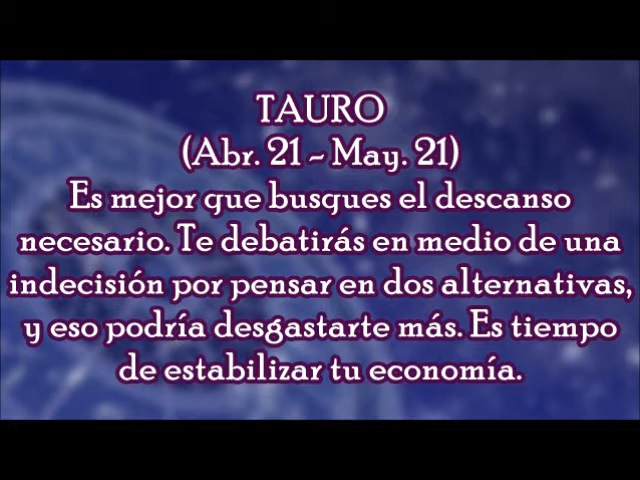 TAURO
(Abr. 21 - May. 21)
Es mejor que busques el descanso
necesario. Te debatirás en medio de una
indecisión por pensar en dos alternativas,
y eso podría desgastarte más. Es tiempo
de estabilizar tu economía.